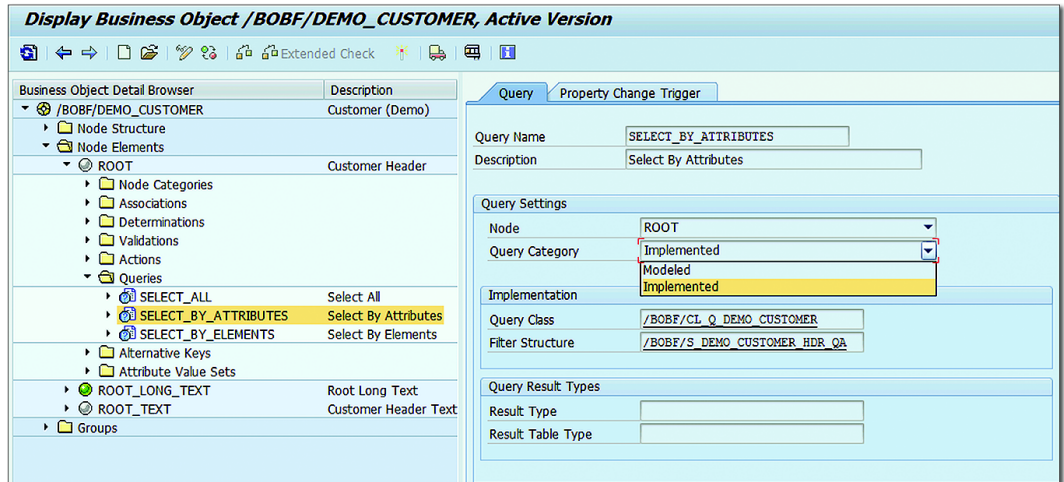 Display Business Object /BOBF/DEMO_CUSTOMER, Active Version
Extended Check
Business Object Detail Browser Description
/BOBF/DEMO_CUSTOMER Customer (Demo)
Node Structure
Node Elements
ROOT Customer Header
Node Categories
Associations
Determinations
Validations
Actions
Queries
SELECT_ALL Select All
SELECT_BY_ATTRIBUTES Select By Attributes
SELECT_BY_ELEMENTS Select By Elements
Alternative Keys
Attribute Value Sets
ROOT_LONG_TEXT Root Long Text
ROOT_TEXT Customer Header Text
Groups
Query Property Change Trigger
Query Name SELECT_BY_ATTRIBUTES
Description Select By Attributes
Query Settings
Node ROOT
Query Category Implemented
Modeled
Implemented
Implementation
Query Class /BOBF/CL_Q_DEMO_CUSTOMER
Filter Structure /BOBF/S_DEMO_CUSTOMER_HDR_QA
Query Result Types
Result Type
Result Table Type